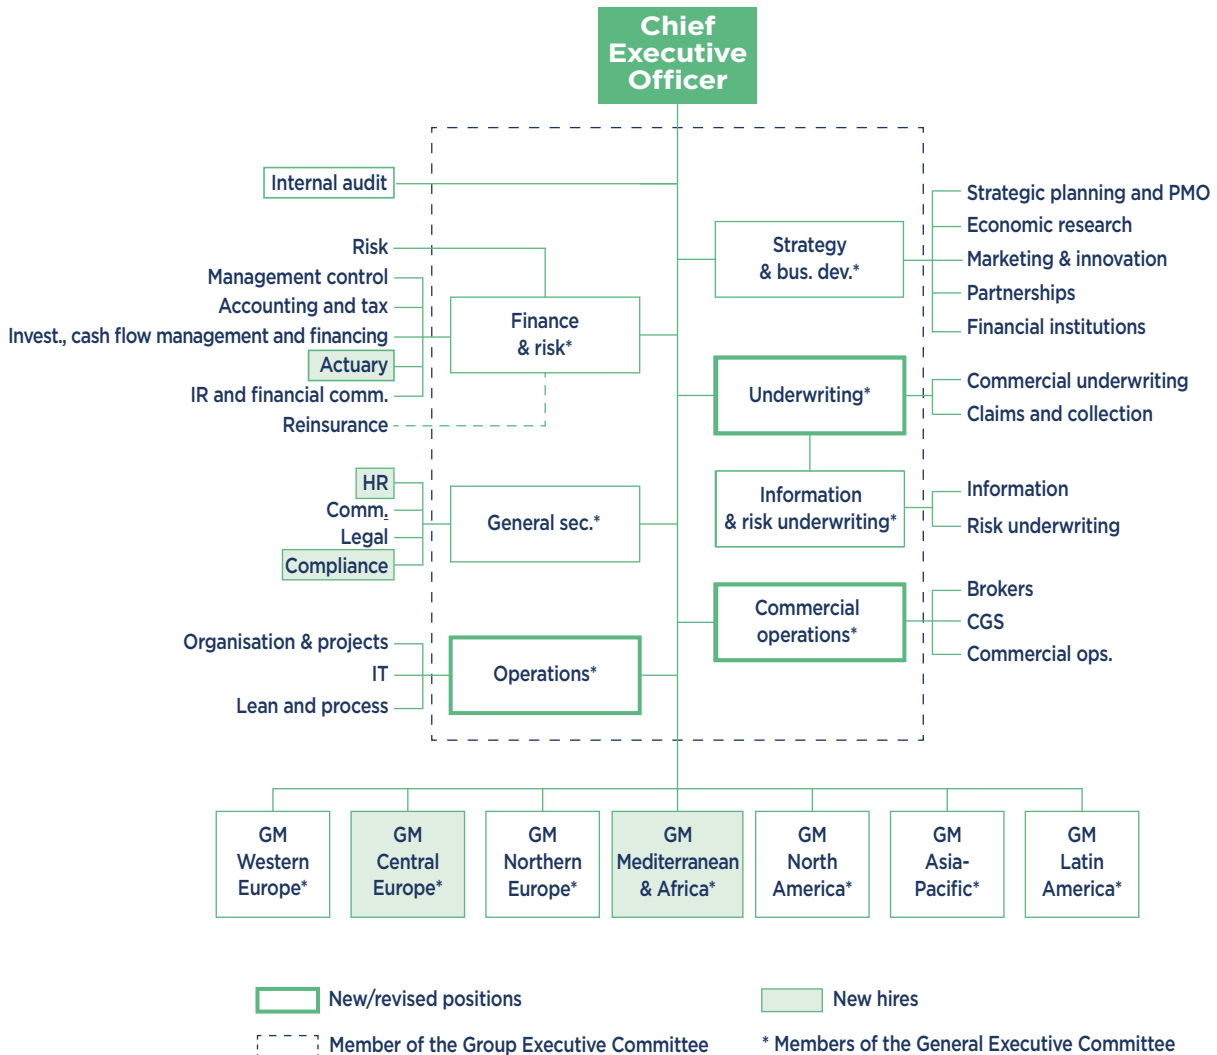 Chief
Executive
Officer
Internal audit
Risk
Management control
Accounting and tax
Invest., cash flow management and financing
Actuary
IR and financial comm.
Reinsurance
Finance
& risk*
HR
Comm.
Legal
Compliance
General sec.*
Organisation & projects
IT
Lean and process
Operations*
Strategy
& bus. dev.*
Strategic planning and PMO
Economic research
Marketing & innovation
Partnerships
Financial institutions
Underwriting*
Commercial underwriting
Claims and collection
Information
& risk underwriting*
Information
Risk underwriting
Commercial
operations*
Brokers
CGS
Commercial ops.
GM
Western
Europe*
GM
Central
Europe*
GM
Northern
Europe*
GM
Mediterranean
& Africa*
GM
North
America*
GM
Asia-
Pacific*
GM
Latin
America*
New/revised positions
New hires
Member of the Group Executive Committee
* Members of the General Executive Committee